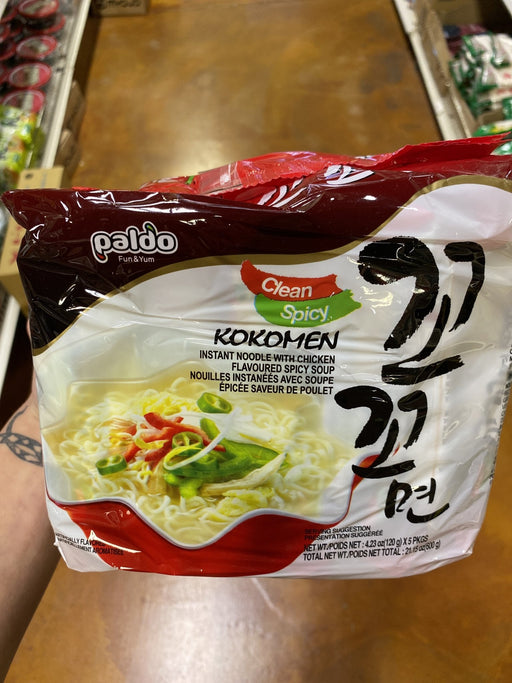 paldo
Fun & Yum
Clean
Spicy
KOKOMEN
INSTANT NOODLE WITH CHICKEN
FLAVOURED SPICY SOUP
NOUILLES INSTANÉES AVEC SOUPE
ÉPICÉE SAVEUR DE POULET
꼬
꼬
면
SERVING SUGGESTION
PRÉSENTATION SUGGÉRÉE
NET WT./POIDS NET : 4.23 oz(120 g) X 5 PKGS
TOTAL NET WT./POIDS NET TOTAL : 21.15 oz(600 g)